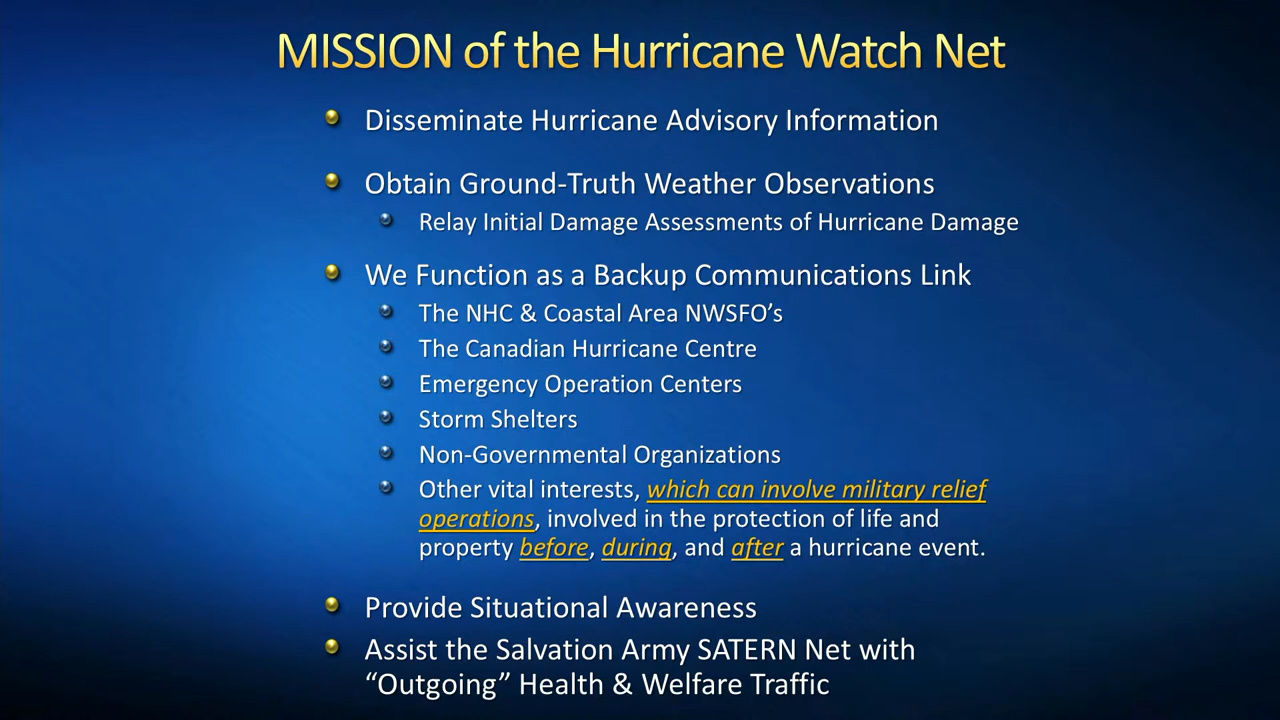 MISSION of the Hurricane Watch Net
Disseminate Hurricane Advisory Information
Obtain Ground-Truth Weather Observations
Relay Initial Damage Assessments of Hurricane Damage
We Function as a Backup Communications Link
The NHC & Coastal Area NWSFO’s
The Canadian Hurricane Centre
Emergency Operation Centers
Storm Shelters
Non-Governmental Organizations
Other vital interests, which can involve military relief
operations, involved in the protection of life and
property before, during, and after a hurricane event.
Provide Situational Awareness
Assist the Salvation Army SATERN Net with
“Outgoing” Health & Welfare Traffic